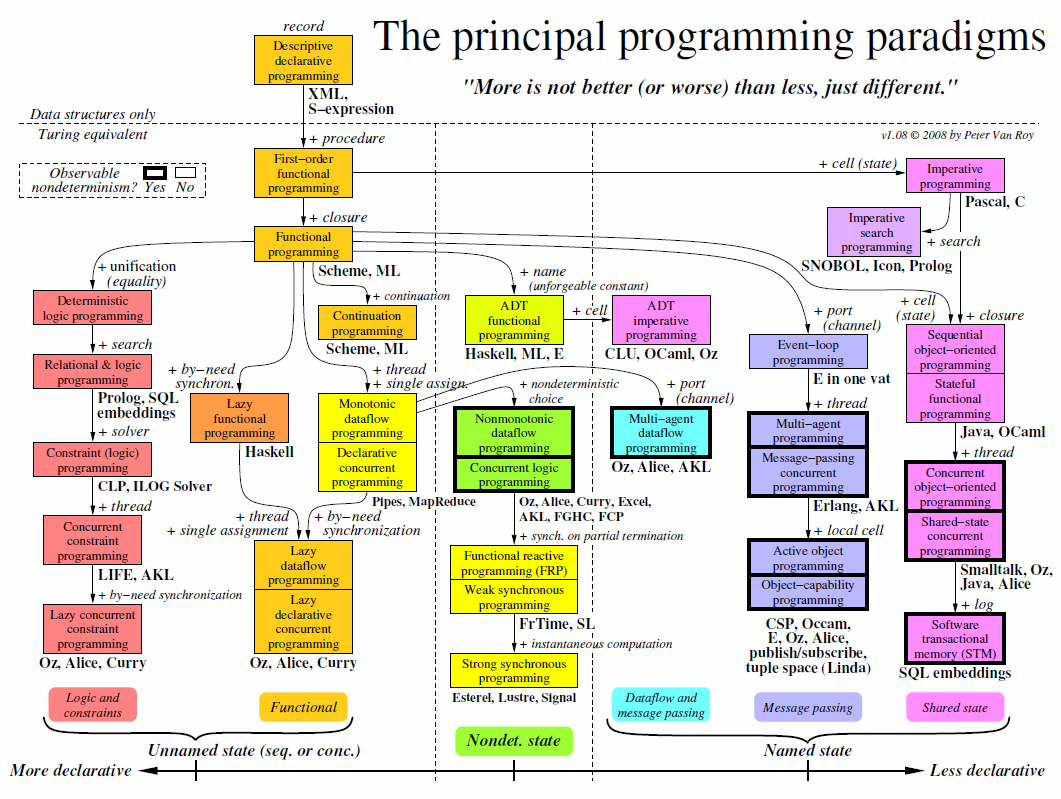 record
The principal programming paradigms
Descriptive
declarative
programming
"More is not better (or worse) than less, just different."
XML,
S−expression
Data structures only
Turing equivalent
+ procedure
v1.08 © 2008 by Peter Van Roy
Observable
nondeterminism? Yes No
First−order
functional
programming
+ cell (state)
Imperative
programming
Pascal, C
+ closure
Imperative
search
programming
+ search
SNOBOL, Icon, Prolog
Functional
programming
Scheme, ML
+ unification
(equality)
+ continuation
+ name
(unforgeable constant)
Deterministic
logic programming
Continuation
programming
Scheme, ML
ADT
functional
programming
Haskell, ML, E
+ cell
ADT
imperative
programming
CLU, OCaml, Oz
+ port
(channel)
Event−loop
programming
E in one vat
+ cell
(state)
+ closure
Sequential
object−oriented
programming
Stateful
functional
programming
Java, OCaml
+ search
Relational & logic
programming
Prolog, SQL
embeddings
+ by−need
synchron.
+ thread
+ single assign.
+ nondeterministic
choice
+ port
(channel)
+ thread
Lazy
functional
programming
Haskell
Monotonic
dataflow
programming
Declarative
concurrent
programming
Pipes, MapReduce
Nonmonotonic
dataflow
programming
Concurrent logic
programming
Oz, Alice, Curry, Excel,
AKL, FGHC, FCP
Multi−agent
dataflow
programming
Oz, Alice, AKL
Multi−agent
programming
Message−passing
concurrent
programming
Erlang, AKL
+ solver
Constraint (logic)
programming
CLP, ILOG Solver
+ thread
+ thread
Concurrent
object−oriented
programming
Shared−state
concurrent
programming
Smalltalk, Oz,
Java, Alice
+ thread
+ single assignment
+ by−need
synchronization
+ synch. on partial termination
+ local cell
Concurrent
constraint
programming
LIFE, AKL
Lazy
dataflow
programming
Lazy
declarative
concurrent
programming
Oz, Alice, Curry
Functional reactive
programming (FRP)
Weak synchronous
programming
FrTime, SL
Active object
programming
Object−capability
programming
CSP, Occam,
E, Oz, Alice,
publish/subscribe,
tuple space (Linda)
+ by−need synchronization
Lazy concurrent
constraint
programming
Oz, Alice, Curry
+ instantaneous computation
Strong synchronous
programming
Esterel, Lustre, Signal
+ log
Software
transactional
memory (STM)
SQL embeddings
Logic and
constraints
Functional
Dataflow and
message passing
Message passing
Shared state
Unnamed state (seq. or conc.)
Nondet. state
Named state
More declarative
Less declarative